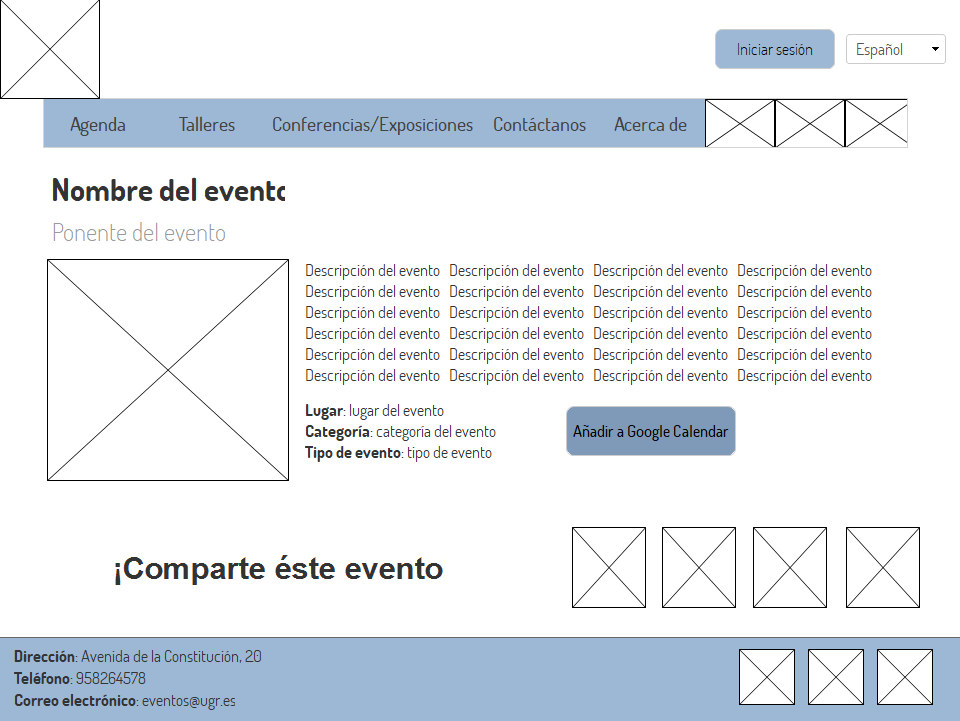 Iniciar sesión
Español
Agenda Talleres Conferencias/Exposiciones Contáctanos Acerca de
Nombre del evento
Ponente del evento
Descripción del evento Descripción del evento Descripción del evento Descripción del evento
Descripción del evento Descripción del evento Descripción del evento Descripción del evento
Descripción del evento Descripción del evento Descripción del evento Descripción del evento
Descripción del evento Descripción del evento Descripción del evento Descripción del evento
Descripción del evento Descripción del evento Descripción del evento Descripción del evento
Descripción del evento Descripción del evento Descripción del evento Descripción del evento
Lugar: lugar del evento
Categoría: categoría del evento
Tipo de evento: tipo de evento
Añadir a Google Calendar
¡Comparte éste evento
Dirección: Avenida de la Constitución, 20
Teléfono: 958264578
Correo electrónico: eventos@ugr.es